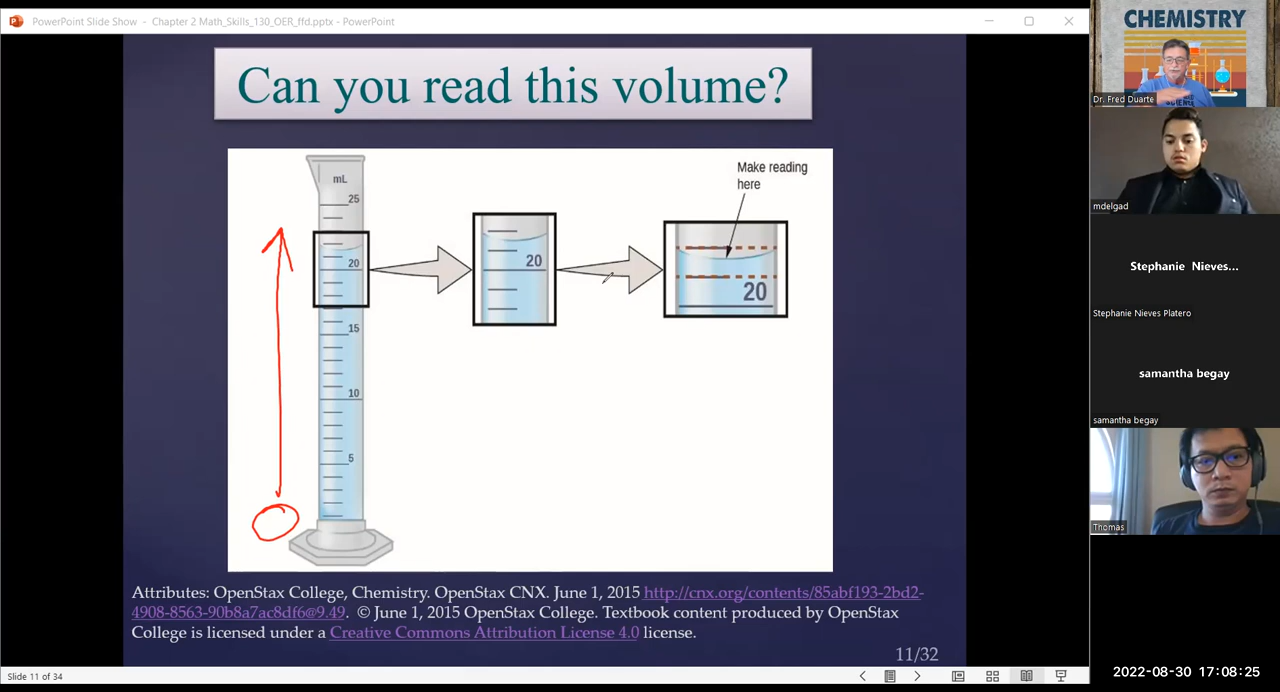 PowerPoint Slide Show - Chapter 2 Math_Skills_130_OER_ffd.pptx - PowerPoint
Can you read this volume?
mL
25
20
15
10
5
20
Make reading
here
20
Attributes: OpenStax College, Chemistry. OpenStax CNX. June 1, 2015 http://cnx.org/contents/85abf193-2bd2-
4908-8563-90b8a7ac8df6@9.49. © June 1, 2015 OpenStax College. Textbook content produced by OpenStax
College is licensed under a Creative Commons Attribution License 4.0 license.
11/32
Slide 11 of 34
CHEMISTRY
Dr. Fred Duarte
mdelgad
Stephanie Nieves...
Stephanie Nieves Platero
samantha begay
samantha begay
Thomas
2022-08-30 17:08:25